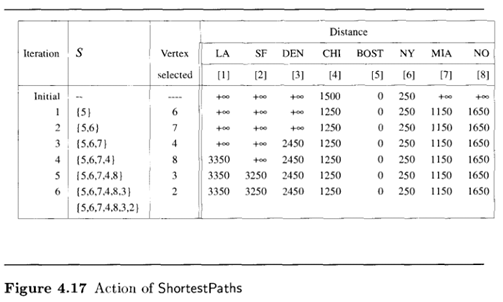 Distance
Iteration S Vertex LA SF DEN CHI BOST NY MIA NO
selected [1] [2] [3] [4] [5] [6] [7] [8]
Initial -- ---- +∞ +∞ +∞ 1500 0 250 +∞ +∞
1 {5} 6 +∞ +∞ +∞ 1250 0 250 1150 1650
2 {5,6} 7 +∞ +∞ +∞ 1250 0 250 1150 1650
3 {5,6,7} 4 +∞ +∞ 2450 1250 0 250 1150 1650
4 {5,6,7,4} 8 3350 +∞ 2450 1250 0 250 1150 1650
5 {5,6,7,4,8} 3 3350 3250 2450 1250 0 250 1150 1650
6 {5,6,7,4,8,3} 2 3350 3250 2450 1250 0 250 1150 1650
{5,6,7,4,8,3,2}
Figure 4.17 Action of ShortestPaths